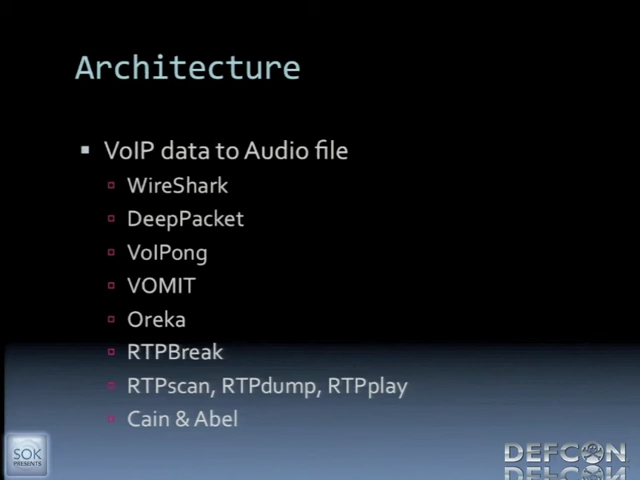 Architecture
VoIP data to Audio file
WireShark
DeepPacket
VoIPong
VOMIT
Oreka
RTPBreak
RTPscan, RTPdump, RTPplay
Cain & Abel
SOK
PRESENTS
DEFCON